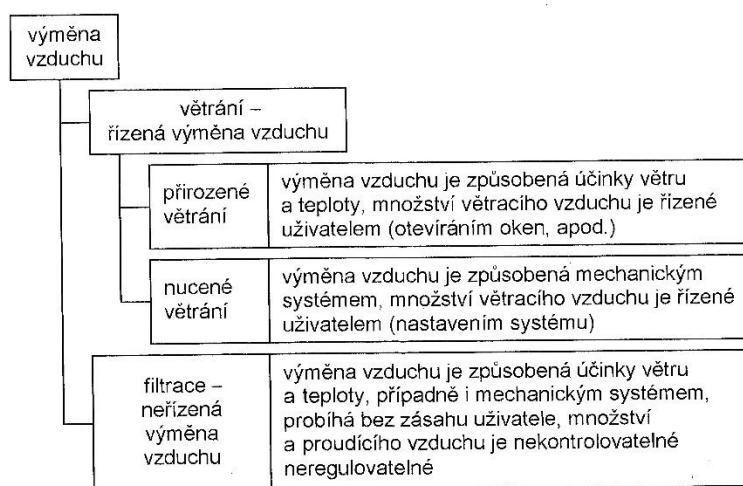 výměna
vzduchu
větrání –
řízená výměna vzduchu
přirozené
větrání
výměna vzduchu je způsobená účinky větru
a teploty, množství větracího vzduchu je řízené
uživatelem (otevíráním oken, apod.)
nucené
větrání
výměna vzduchu je způsobená mechanickým
systémem, množství větracího vzduchu je řízené
uživatelem (nastavením systému)
filtrace –
neřízená
výměna
vzduchu
výměna vzduchu je způsobená účinky větru
a teploty, případně i mechanickým systémem,
probíhá bez zásahu uživatele, množství
a proudícího vzduchu je nekontrolovatelné
neregulovatelné